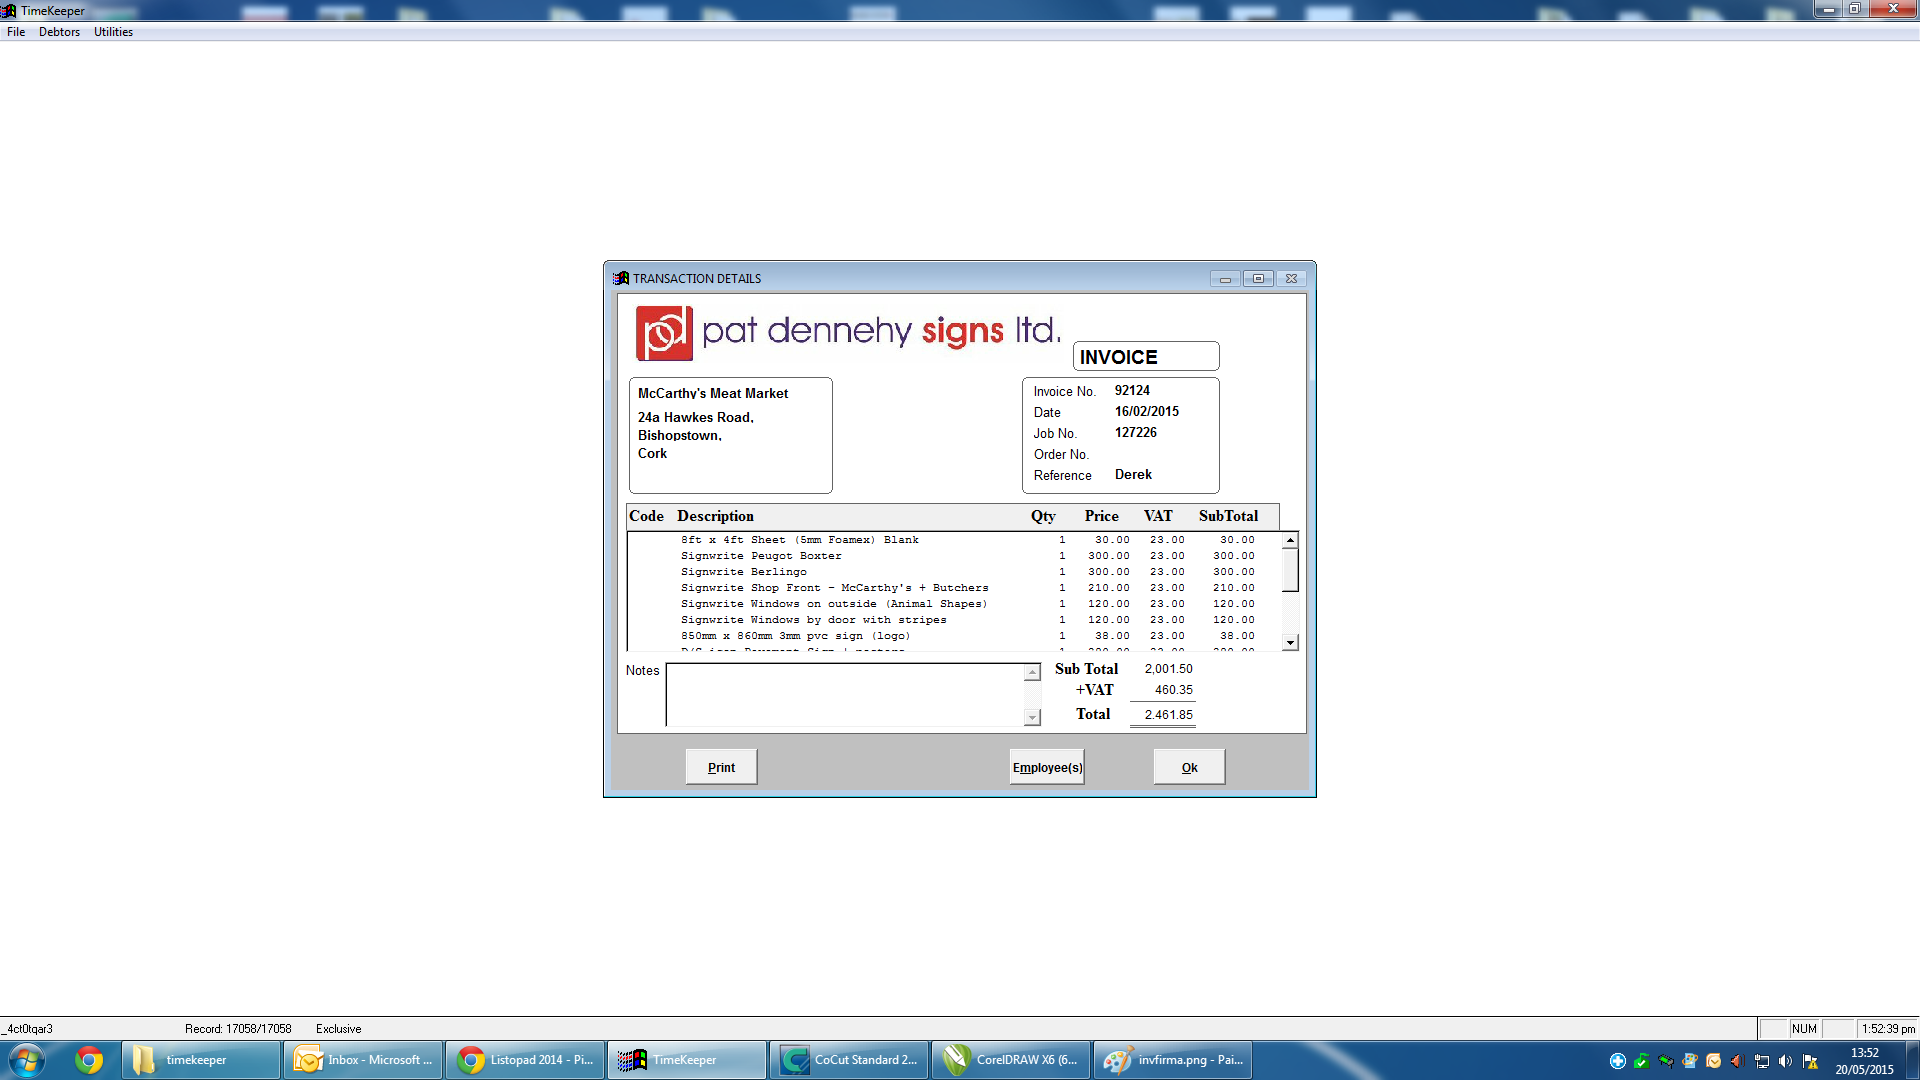 TimeKeeper
File Debtors Utilities
TRANSACTION DETAILS
pd pat dennehy signs ltd.
INVOICE
McCarthy's Meat Market
24a Hawkes Road,
Bishopstown,
Cork
Invoice No. 92124
Date 16/02/2015
Job No. 127226
Order No.
Reference Derek
Code Description Qty Price VAT SubTotal
8ft x 4ft Sheet (5mm Foamex) Blank 1 30.00 23.00 30.00
Signwrite Peugot Boxter 1 300.00 23.00 300.00
Signwrite Berlingo 1 300.00 23.00 300.00
Signwrite Shop Front - McCarthy's + Butchers 1 210.00 23.00 210.00
Signwrite Windows on outside (Animal Shapes) 1 120.00 23.00 120.00
Signwrite Windows by door with stripes 1 120.00 23.00 120.00
850mm x 860mm 3mm pvc sign (logo) 1 38.00 23.00 38.00
Notes
Sub Total 2,001.50
+VAT 460.35
Total 2.461.85
Print Employee(s) Ok
_4ct0tqar3 Record: 17058/17058 Exclusive NUM 1:52:39 pm
timekeeper Inbox - Microsoft ... Listopad 2014 - Pi... TimeKeeper CoCut Standard 2... CorelDRAW X6 (6... invfirma.png - Pai... 13:52
20/05/2015